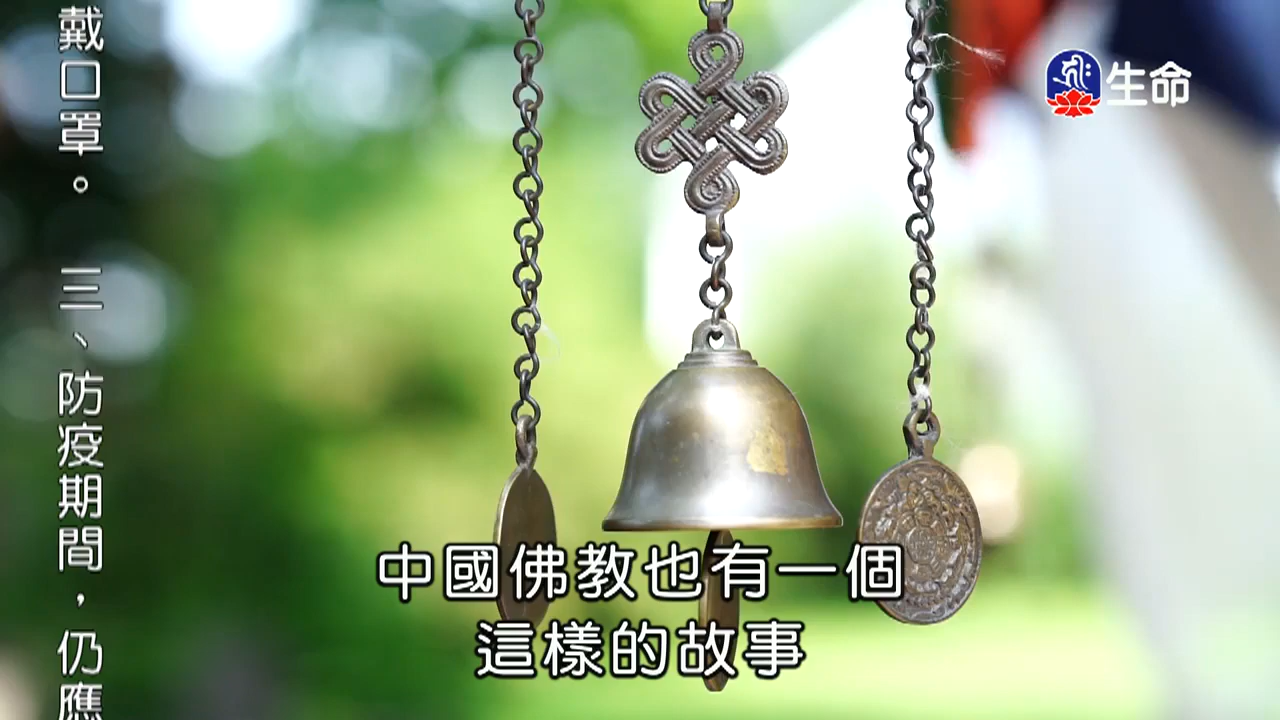 戴口罩。 三、防疫期間，仍應
生命
中國佛教也有一個
這樣的故事